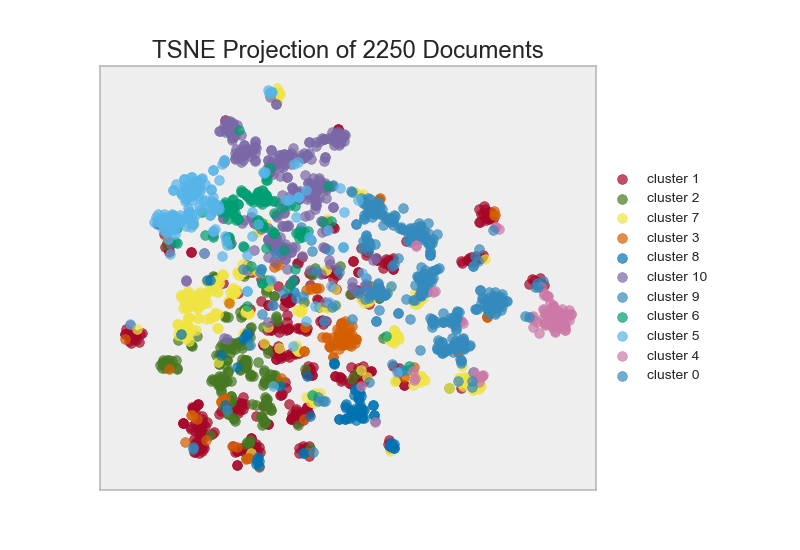 TSNE Projection of 2250 Documents
cluster 1
cluster 2
cluster 7
cluster 3
cluster 8
cluster 10
cluster 9
cluster 6
cluster 5
cluster 4
cluster 0